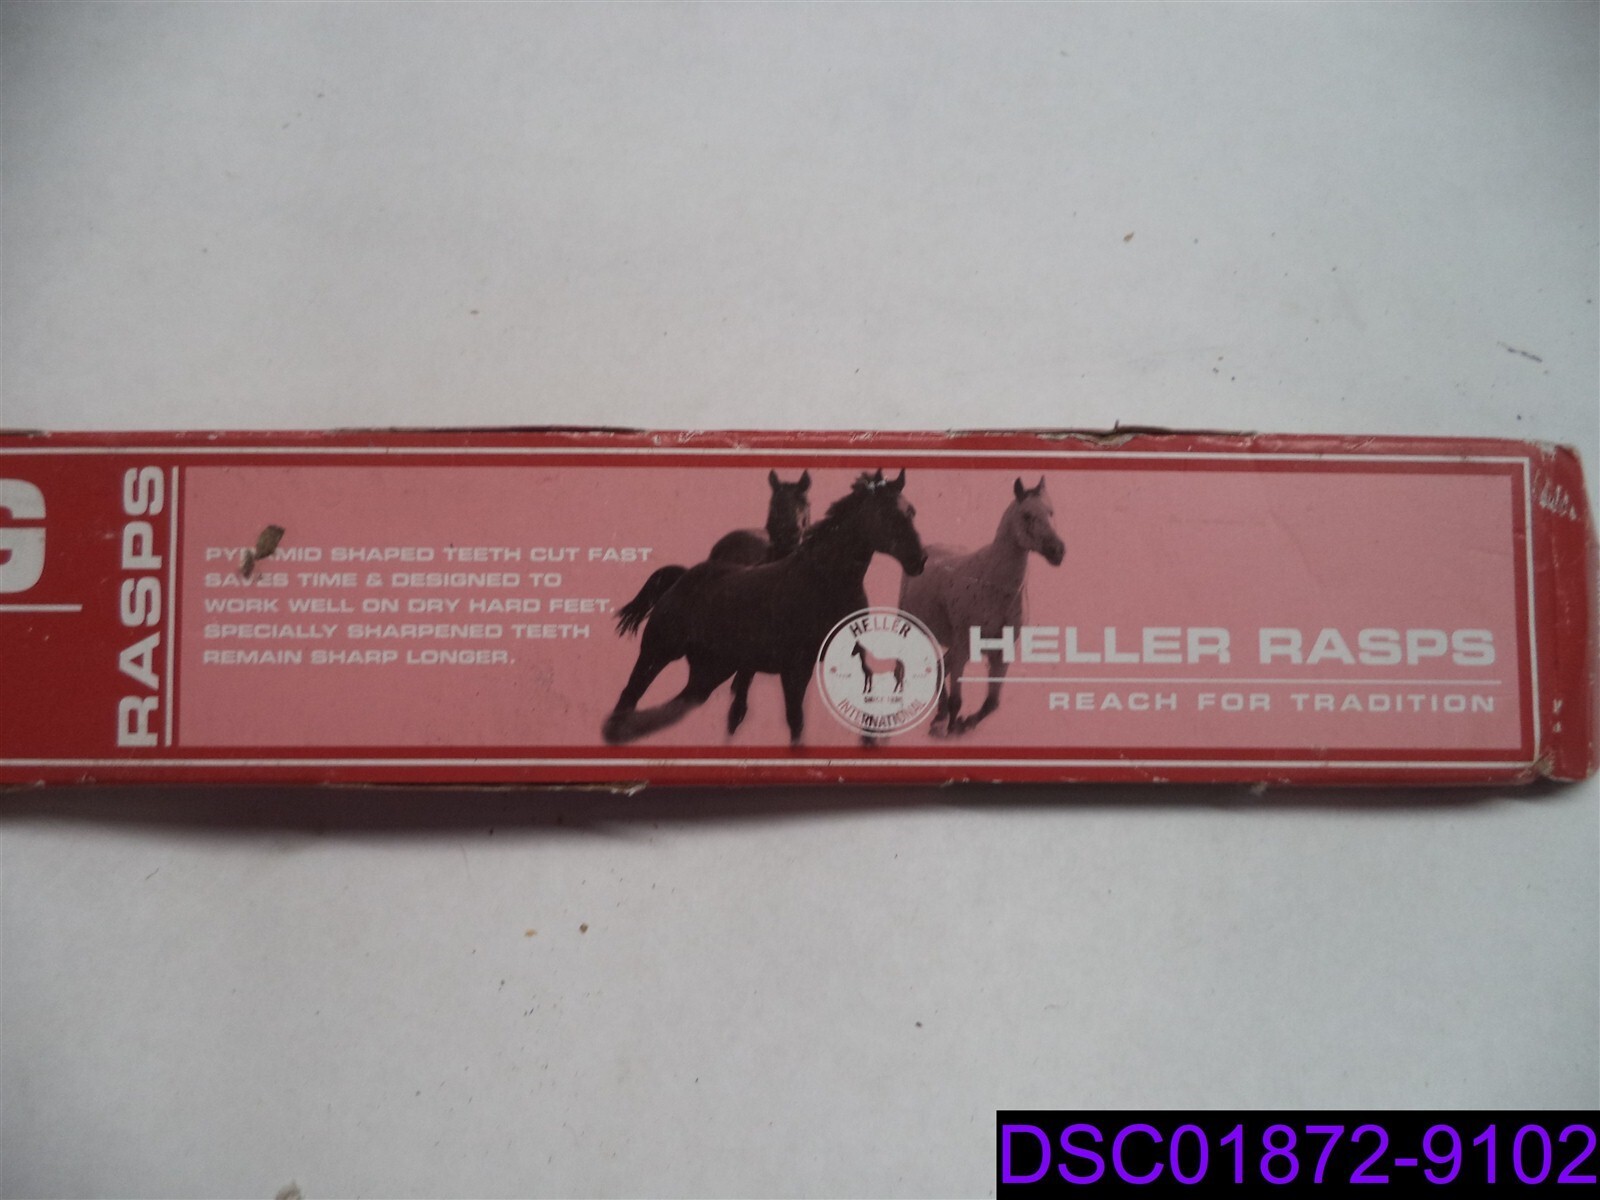 RASPS
PYRAMID SHAPED TEETH CUT FAST
SAVES TIME & DESIGNED TO
WORK WELL ON DRY HARD FEET,
SPECIALLY SHARPENED TEETH
REMAIN SHARP LONGER.
HELLER
INTERNATIONAL
HELLER RASPS
REACH FOR TRADITION
DSC01872-9102